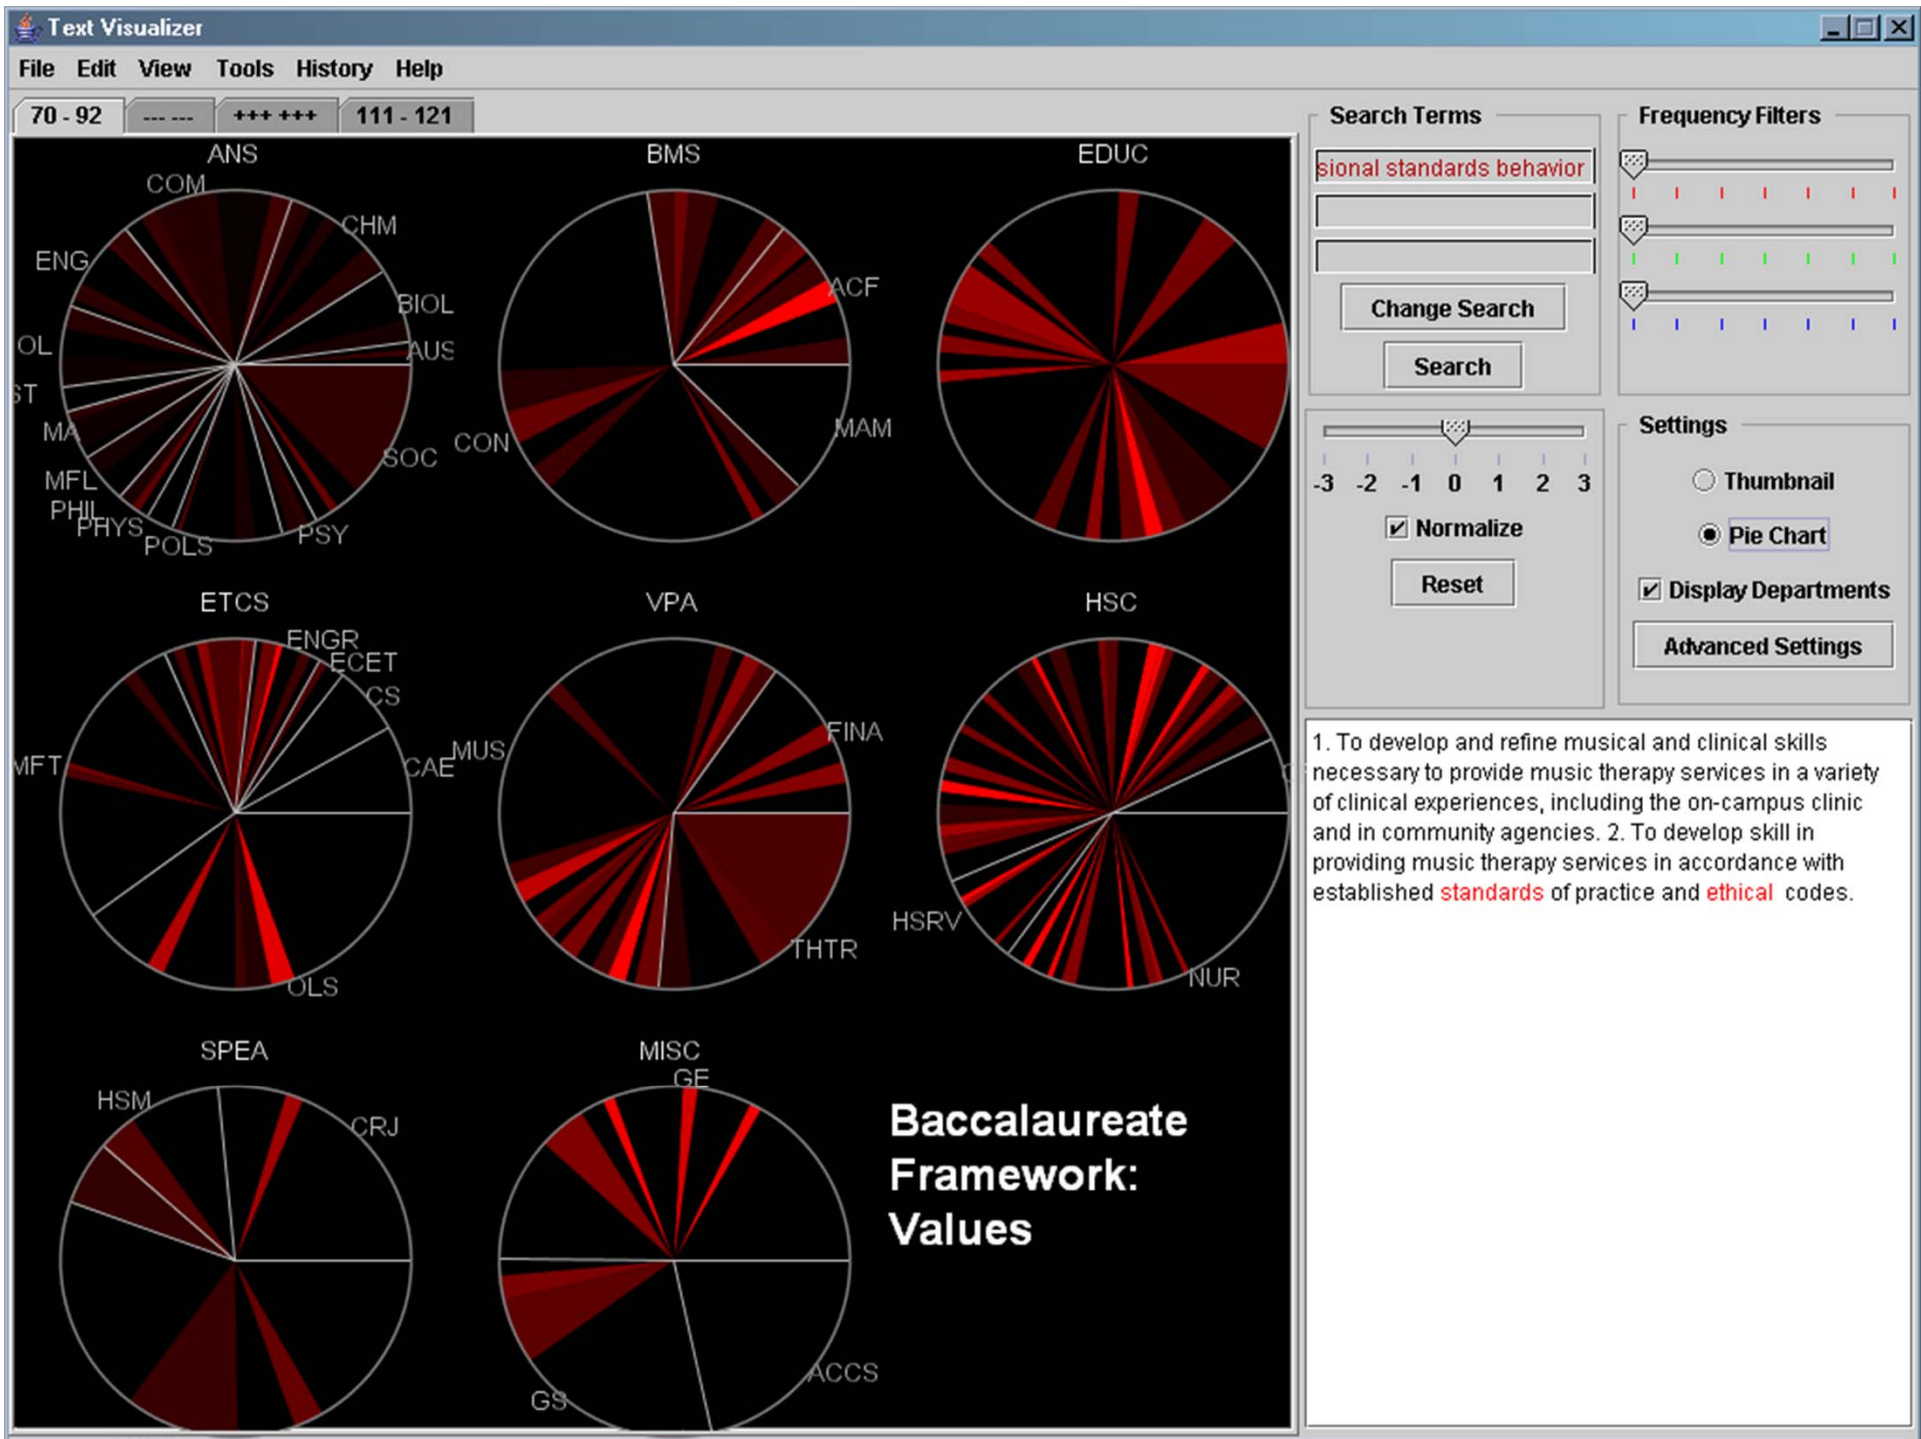 Text Visualizer
File Edit View Tools History Help
70 - 92
--- ---
+++ +++
111 - 121
ANS
COM
CHM
ENG
BIOL
OL
AUS
ST
MA
SOC
MFL
PHIL
PHYS
POLS
PSY
BMS
ACF
CON
MAM
EDUC
ETCS
ENGR
ECET
CS
MFT
CAE
OLS
VPA
FINA
MUS
THTR
HSC
HSRV
NUR
SPEA
HSM
CRJ
MISC
GE
GS
ACCS
Baccalaureate
Framework:
Values
Search Terms
sional standards behavior
Change Search
Search
Frequency Filters
-3 -2 -1 0 1 2 3
Normalize
Reset
Settings
Thumbnail
Pie Chart
Display Departments
Advanced Settings
1. To develop and refine musical and clinical skills
necessary to provide music therapy services in a variety
of clinical experiences, including the on-campus clinic
and in community agencies. 2. To develop skill in
providing music therapy services in accordance with
established standards of practice and ethical codes.